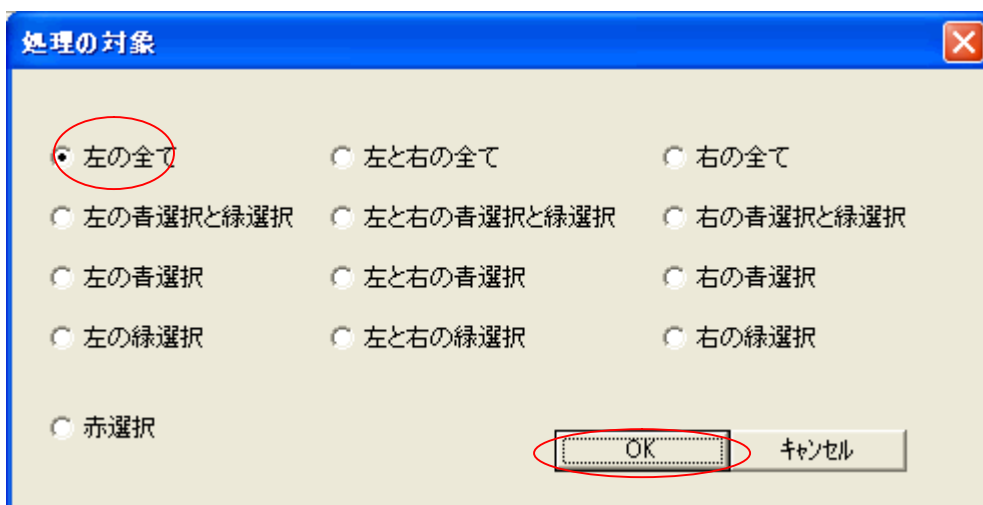 処理の対象
左の全て 左と右の全て 右の全て
左の青選択と緑選択 左と右の青選択と緑選択 右の青選択と緑選択
左の青選択 左と右の青選択 右の青選択
左の緑選択 左と右の緑選択 右の緑選択
赤選択
OK キャンセル